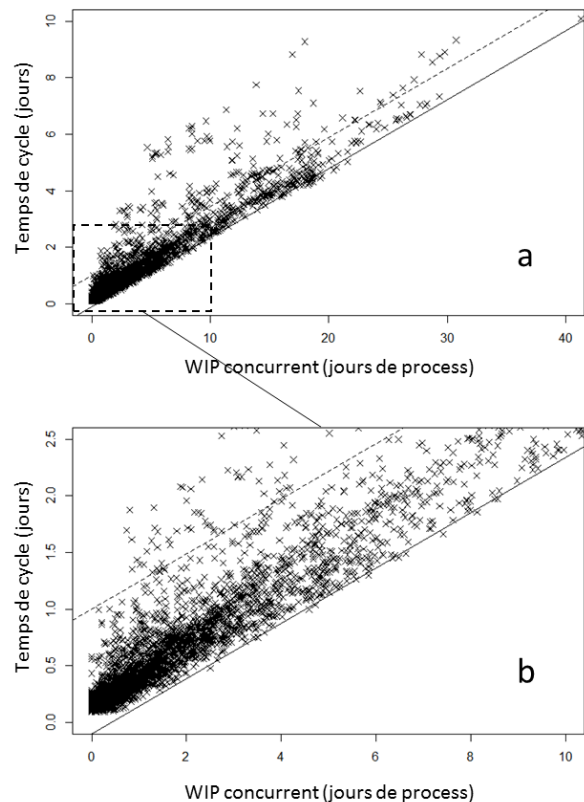 Temps de cycle (jours)
10
8
6
4
2
0
a
0 10 20 30 40
WIP concurrent (jours de process)
Temps de cycle (jours)
2.5
2.0
1.5
1.0
0.5
0.0
b
0 2 4 6 8 10
WIP concurrent (jours de process)